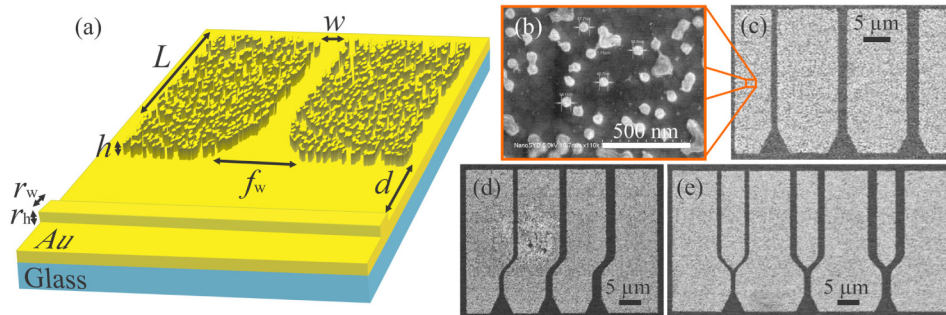 (a)
w
L
h
f_w
d
r_w
r_h
Au
Glass
(b)
500 nm
(c)
5 µm
(d)
5 µm
(e)
5 µm